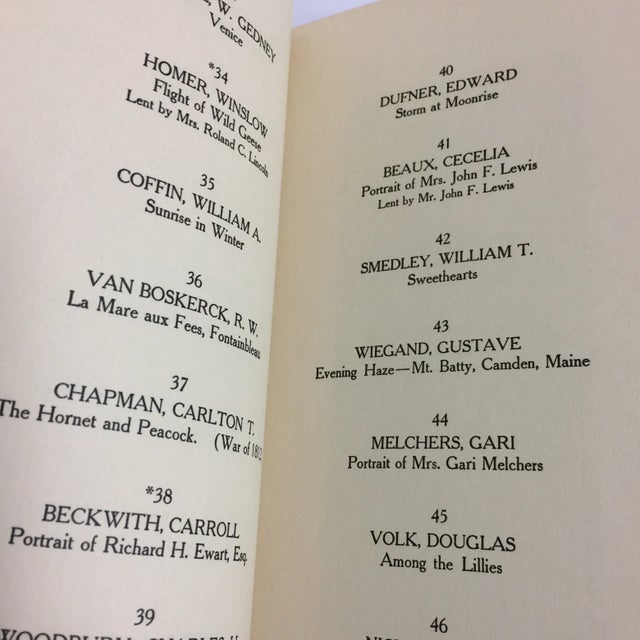 W. GEDNEY
Venice
*34
HOMER, WINSLOW
Flight of Wild Geese
Lent by Mrs. Roland C. Lincoln
35
COFFIN, WILLIAM A.
Sunrise in Winter
36
VAN BOSKERCK, R. W.
La Mare aux Fees, Fontainbleau
37
CHAPMAN, CARLTON T.
The Hornet and Peacock. (War of 1812
*38
BECKWITH, CARROLL
Portrait of Richard H. Ewart, Esq.
39
40
DUFNER, EDWARD
Storm at Moonrise
41
BEAUX, CECELIA
Portrait of Mrs. John F. Lewis
Lent by Mr. John F. Lewis
42
SMEDLEY, WILLIAM T.
Sweethearts
43
WIEGAND, GUSTAVE
Evening Haze—Mt. Batty, Camden, Maine
44
MELCHERS, GARI
Portrait of Mrs. Gari Melchers
45
VOLK, DOUGLAS
Among the Lillies
46